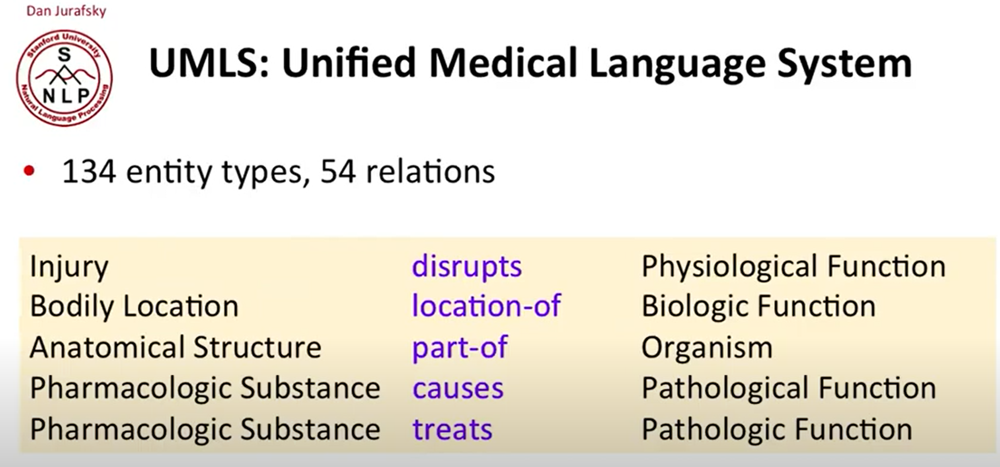 Dan Jurafsky
Stanford University
S
N L P
Natural Language Processing
UMLS: Unified Medical Language System
• 134 entity types, 54 relations
Injury disrupts Physiological Function
Bodily Location location-of Biologic Function
Anatomical Structure part-of Organism
Pharmacologic Substance causes Pathological Function
Pharmacologic Substance treats Pathologic Function